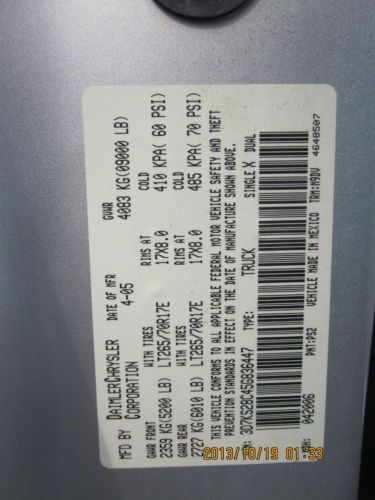 MFD BY DAIMLERCHRYSLER CORPORATION DATE OF MFR 4-05 GVWR 4083 KG(09000 LB)
GAWR FRONT WITH TIRES RIMS AT COLD
2359 KG(5200 LB) LT265/70R17E 17X8.0 410 KPA( 60 PSI)
GAWR REAR WITH TIRES RIMS AT COLD
2727 KG(6010 LB) LT265/70R17E 17X8.0 485 KPA( 70 PSI)
THIS VEHICLE CONFORMS TO ALL APPLICABLE FEDERAL MOTOR VEHICLE SAFETY AND THEFT
PREVENTION STANDARDS IN EFFECT ON THE DATE OF MANUFACTURE SHOWN ABOVE.
3D7KS28C45G836447 TYPE: TRUCK SINGLE X DUAL
MDH: 042006 PNT:PS2 VEHICLE MADE IN MEXICO TRM:M9DV 4648507
2013/10/19 01:33